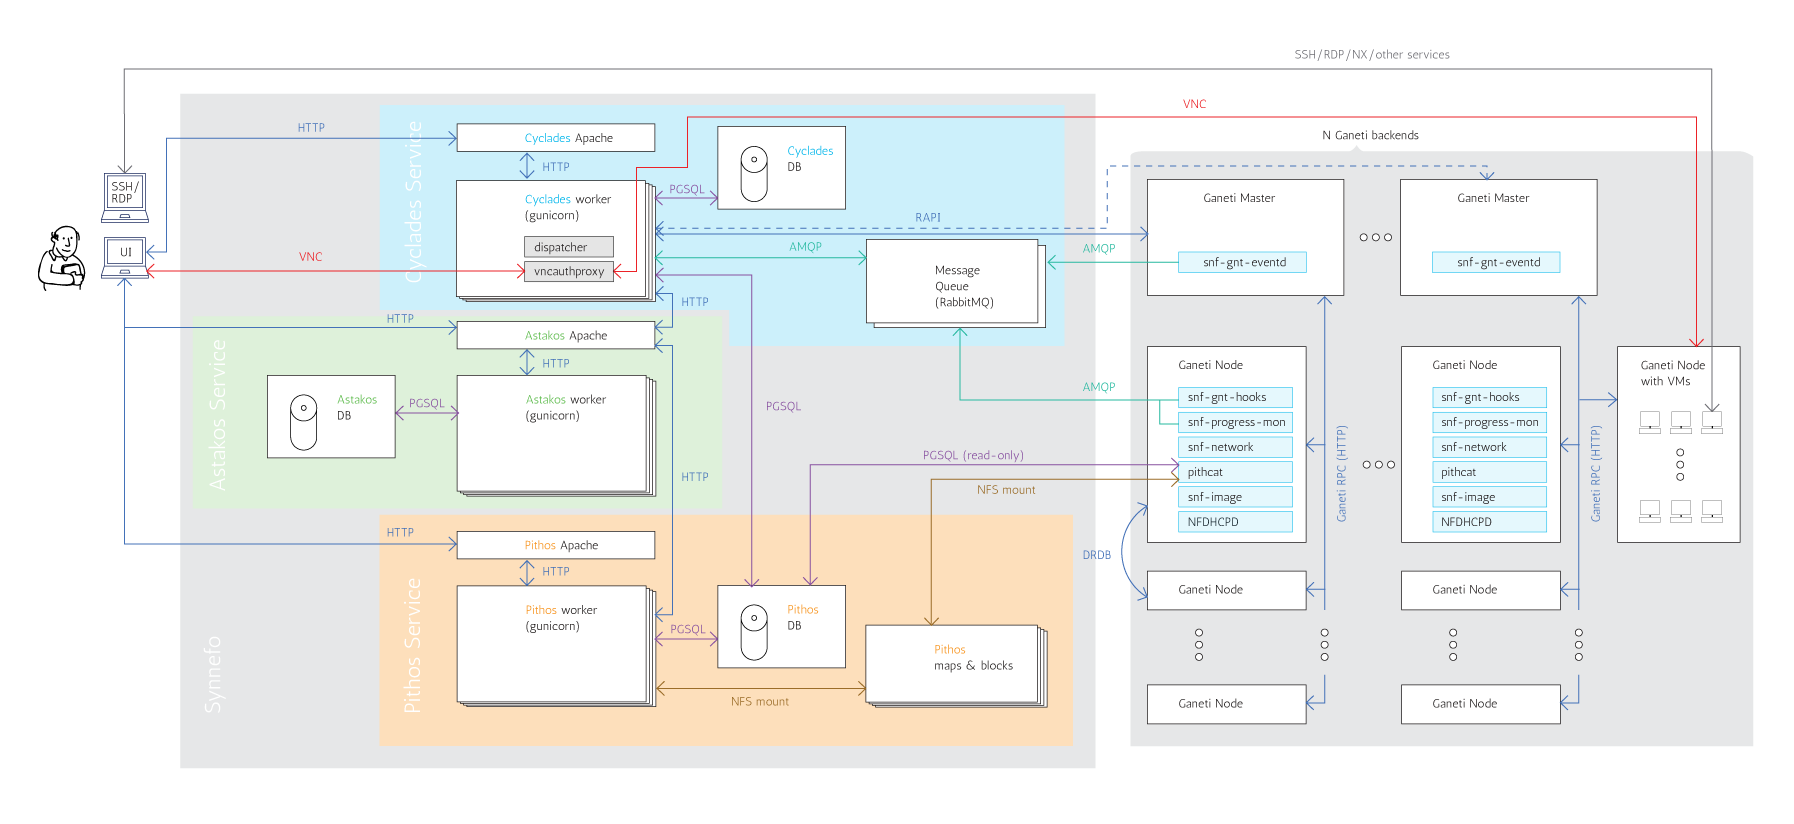 SSH/RDP/NX/other services
VNC
N Ganeti backends
HTTP
SSH/
RDP
UI
VNC
HTTP
HTTP
Synnefo
Cyclades Service
Cyclades Apache
HTTP
Cyclades worker
(gunicorn)
dispatcher
vncauthproxy
PGSQL
Cyclades
DB
RAPI
AMQP
Message
Queue
(RabbitMQ)
AMQP
HTTP
PGSQL
HTTP
Astakos Service
Astakos Apache
HTTP
Astakos worker
(gunicorn)
PGSQL
Astakos
DB
Pithos Service
Pithos Apache
HTTP
Pithos worker
(gunicorn)
PGSQL
Pithos
DB
NFS mount
Pithos
maps & blocks
PGSQL (read-only)
NFS mount
AMQP
DRDB
Ganeti Master
snf-gnt-eventd
Ganeti Master
snf-gnt-eventd
Ganeti Node
snf-gnt-hooks
snf-progress-mon
snf-network
pithcat
snf-image
NFDHCPD
Ganeti RPC (HTTP)
Ganeti Node
snf-gnt-hooks
snf-progress-mon
snf-network
pithcat
snf-image
NFDHCPD
Ganeti RPC (HTTP)
Ganeti Node
with VMs
Ganeti Node
Ganeti Node
Ganeti Node
Ganeti Node